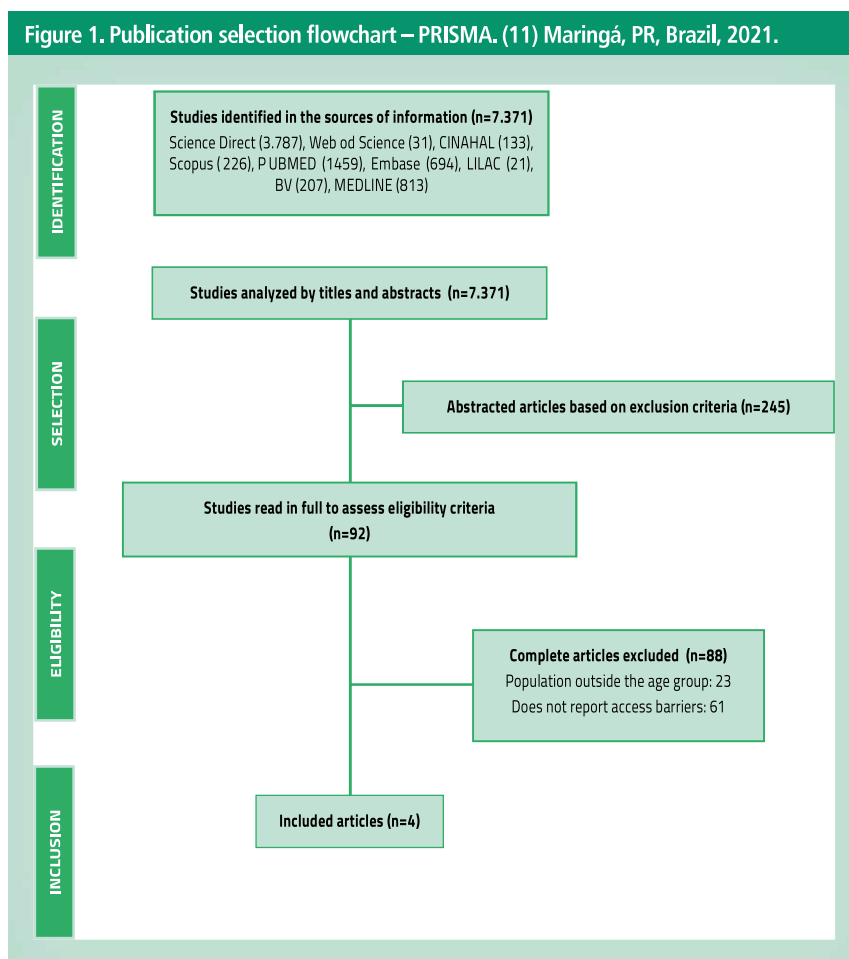 Figure 1. Publication selection flowchart – PRISMA. (11) Maringá, PR, Brazil, 2021.
IDENTIFICATION
Studies identified in the sources of information (n=7.371)
Science Direct (3.787), Web od Science (31), CINAHAL (133),
Scopus (226), PUBMED (1459), Embase (694), LILAC (21),
BV (207), MEDLINE (813)
Studies analyzed by titles and abstracts (n=7.371)
SELECTION
Abstracted articles based on exclusion criteria (n=245)
Studies read in full to assess eligibility criteria
(n=92)
ELIGIBILITY
Complete articles excluded (n=88)
Population outside the age group: 23
Does not report access barriers: 61
INCLUSION
Included articles (n=4)